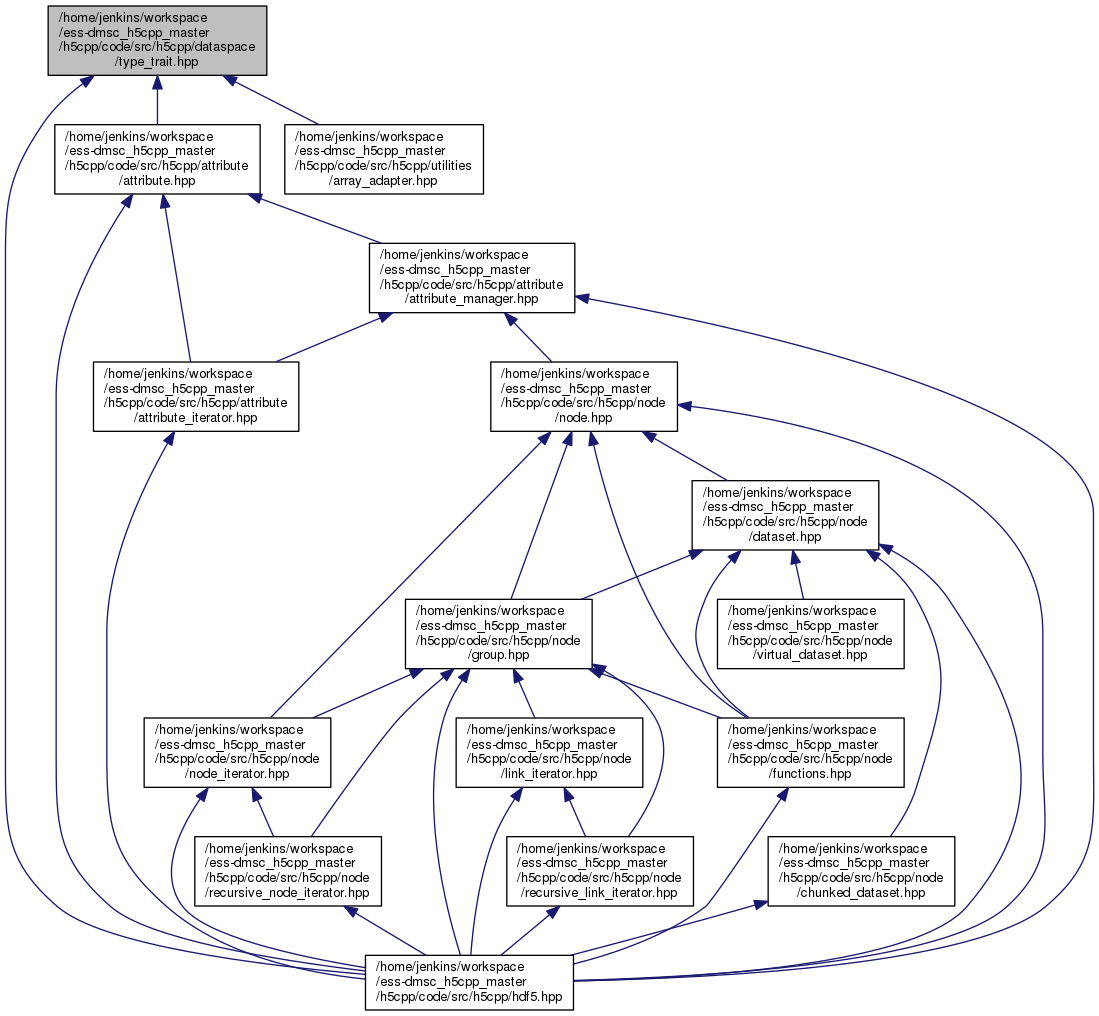 /home/jenkins/workspace
/ess-dmsc_h5cpp_master
/h5cpp/code/src/h5cpp/dataspace
/type_trait.hpp
/home/jenkins/workspace
/ess-dmsc_h5cpp_master
/h5cpp/code/src/h5cpp/attribute
/attribute.hpp
/home/jenkins/workspace
/ess-dmsc_h5cpp_master
/h5cpp/code/src/h5cpp/utilities
/array_adapter.hpp
/home/jenkins/workspace
/ess-dmsc_h5cpp_master
/h5cpp/code/src/h5cpp/attribute
/attribute_manager.hpp
/home/jenkins/workspace
/ess-dmsc_h5cpp_master
/h5cpp/code/src/h5cpp/attribute
/attribute_iterator.hpp
/home/jenkins/workspace
/ess-dmsc_h5cpp_master
/h5cpp/code/src/h5cpp/node
/node.hpp
/home/jenkins/workspace
/ess-dmsc_h5cpp_master
/h5cpp/code/src/h5cpp/node
/dataset.hpp
/home/jenkins/workspace
/ess-dmsc_h5cpp_master
/h5cpp/code/src/h5cpp/node
/group.hpp
/home/jenkins/workspace
/ess-dmsc_h5cpp_master
/h5cpp/code/src/h5cpp/node
/virtual_dataset.hpp
/home/jenkins/workspace
/ess-dmsc_h5cpp_master
/h5cpp/code/src/h5cpp/node
/node_iterator.hpp
/home/jenkins/workspace
/ess-dmsc_h5cpp_master
/h5cpp/code/src/h5cpp/node
/link_iterator.hpp
/home/jenkins/workspace
/ess-dmsc_h5cpp_master
/h5cpp/code/src/h5cpp/node
/functions.hpp
/home/jenkins/workspace
/ess-dmsc_h5cpp_master
/h5cpp/code/src/h5cpp/node
/recursive_node_iterator.hpp
/home/jenkins/workspace
/ess-dmsc_h5cpp_master
/h5cpp/code/src/h5cpp/node
/recursive_link_iterator.hpp
/home/jenkins/workspace
/ess-dmsc_h5cpp_master
/h5cpp/code/src/h5cpp/node
/chunked_dataset.hpp
/home/jenkins/workspace
/ess-dmsc_h5cpp_master
/h5cpp/code/src/h5cpp/hdf5.hpp